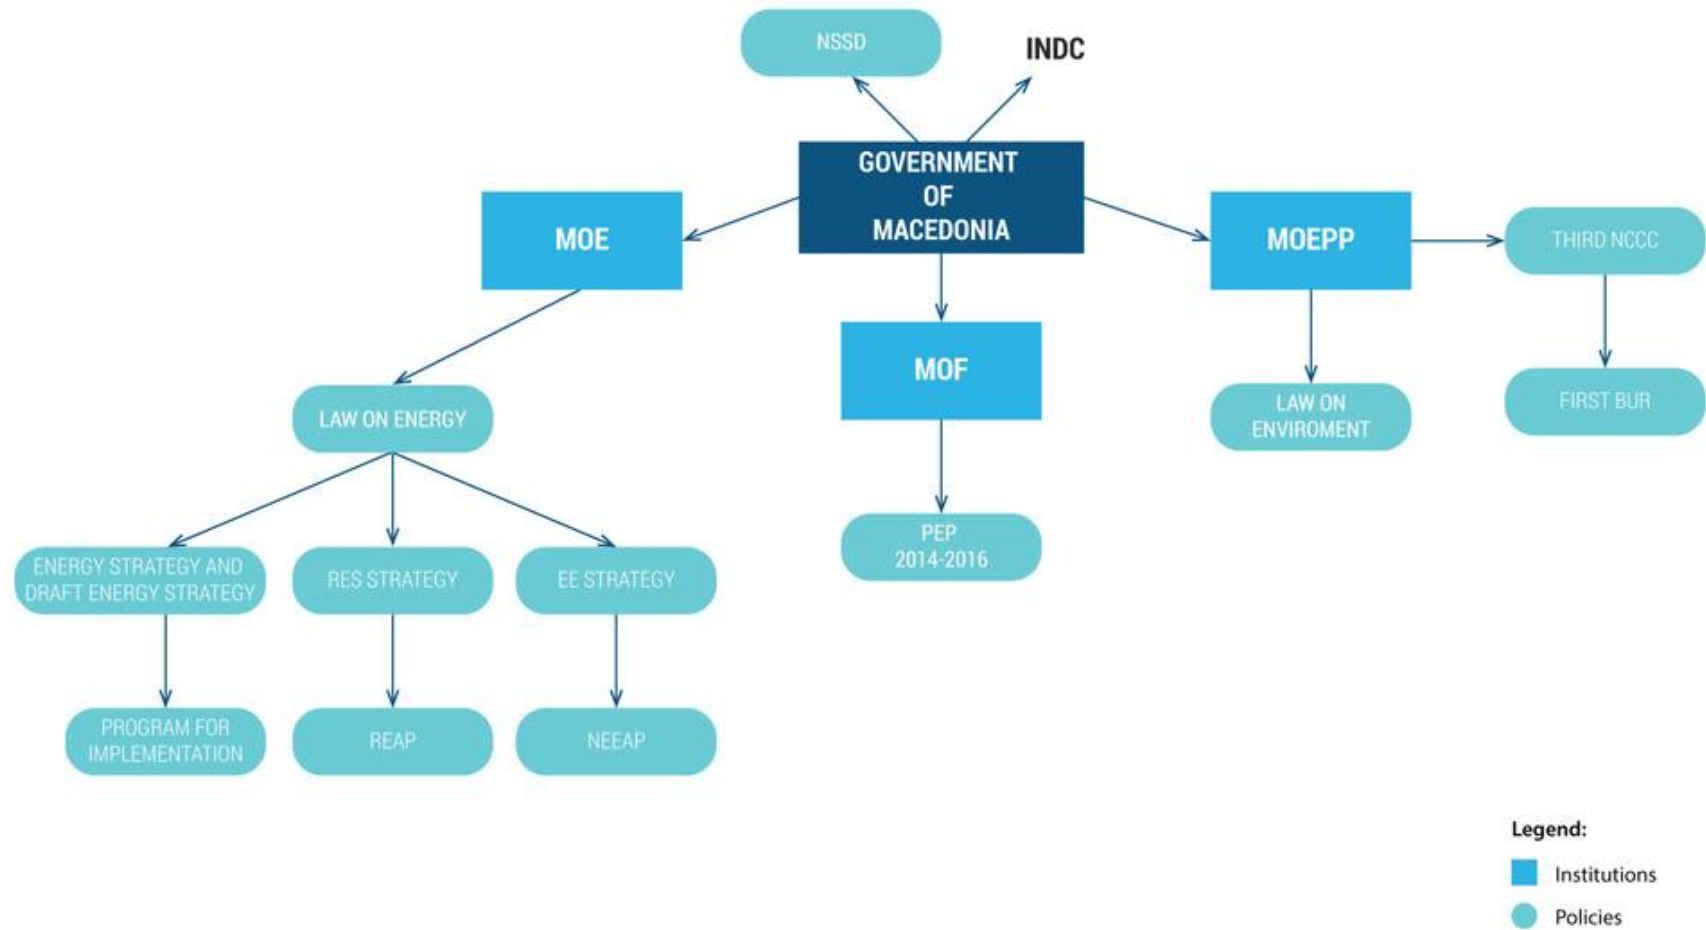 NSSD
INDC
GOVERNMENT
OF
MACEDONIA
MOE
MOEPP
THIRD NCCC
MOF
LAW ON ENERGY
LAW ON
ENVIROMENT
FIRST BUR
PEP
2014-2016
ENERGY STRATEGY AND
DRAFT ENERGY STRATEGY
RES STRATEGY
EE STRATEGY
PROGRAM FOR
IMPLEMENTATION
REAP
NEEAP
Legend:
Institutions
Policies